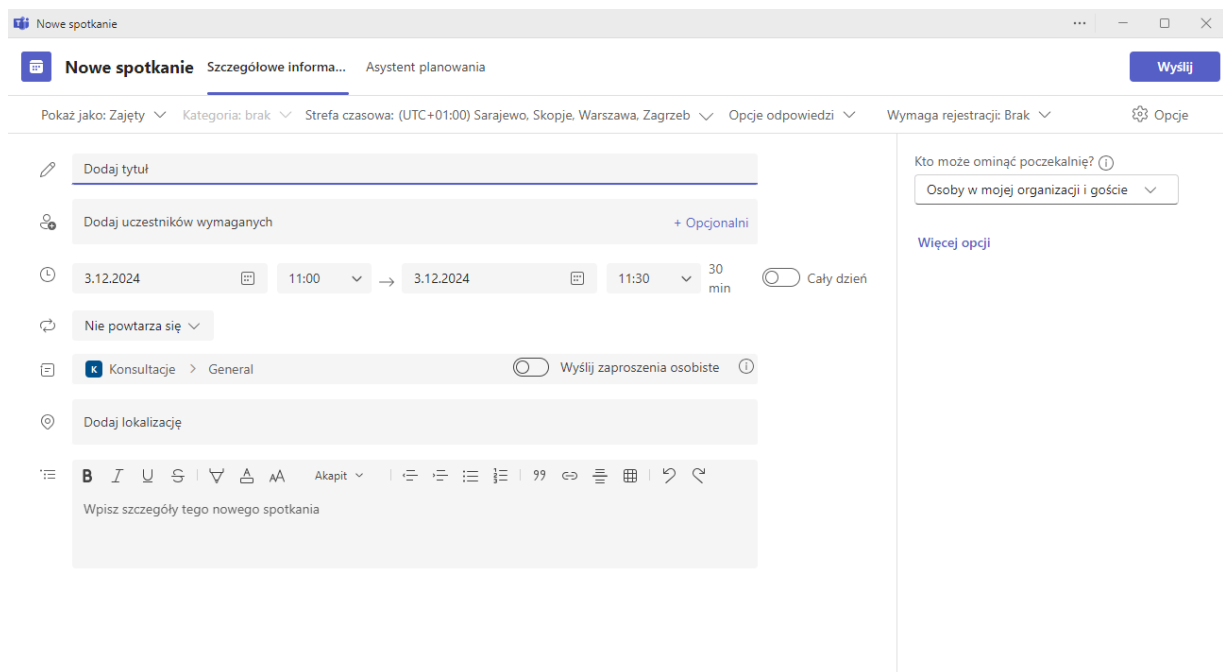 Nowe spotkanie
Nowe spotkanie Szczegółowe informa... Asystent planowania Wyślij
Pokaż jako: Zajęty Kategoria: brak Strefa czasowa: (UTC+01:00) Sarajewo, Skopje, Warszawa, Zagrzeb Opcje odpowiedzi Wymaga rejestracji: Brak Opcje
Dodaj tytuł
Dodaj uczestników wymaganych + Opcjonalni
3.12.2024 11:00 → 3.12.2024 11:30 30 min Cały dzień
Nie powtarza się
K Konsultacje > General Wyślij zaproszenia osobiste
Dodaj lokalizację
B I U S A AA Akapit
Wpisz szczegóły tego nowego spotkania
Kto może ominąć poczekalnię?
Osoby w mojej organizacji i goście
Więcej opcji